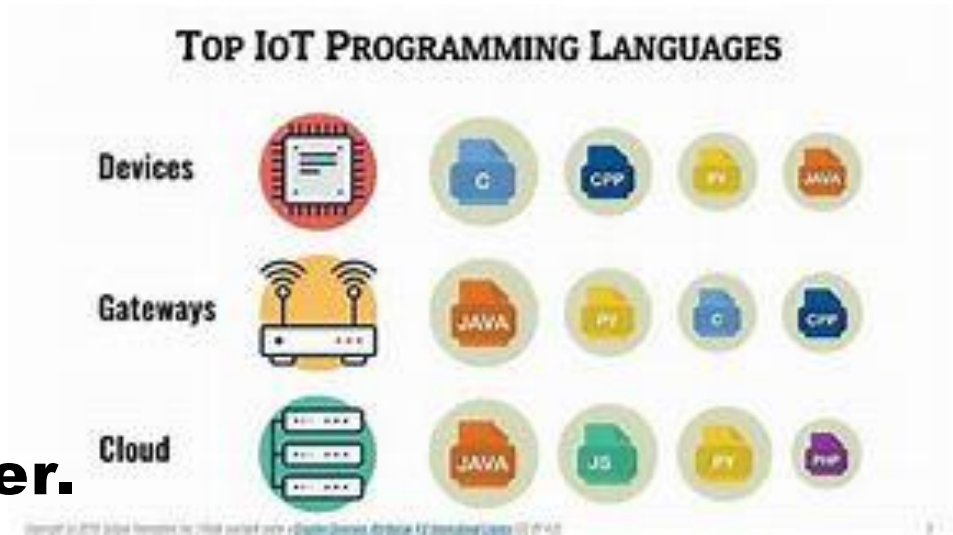 TOP IOT PROGRAMMING LANGUAGES
Devices
C
CPP
PY
JAVA
Gateways
JAVA
PY
C
CPP
Cloud
JAVA
JS
PY
PHP
er.